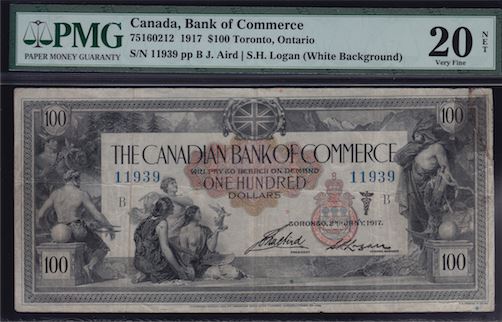 PMG
PAPER MONEY GUARANTY
Canada, Bank of Commerce
75160212 1917 $100 Toronto, Ontario
S/N 11939 pp B J. Aird | S.H. Logan (White Background)
20 NET
Very Fine
100 100
THE CANADIAN BANK OF COMMERCE
WILL PAY TO BEARER ON DEMAND
11939 11939
ONE HUNDRED
DOLLARS
B B
TORONTO, 2ND JANY. 1917.
100 100